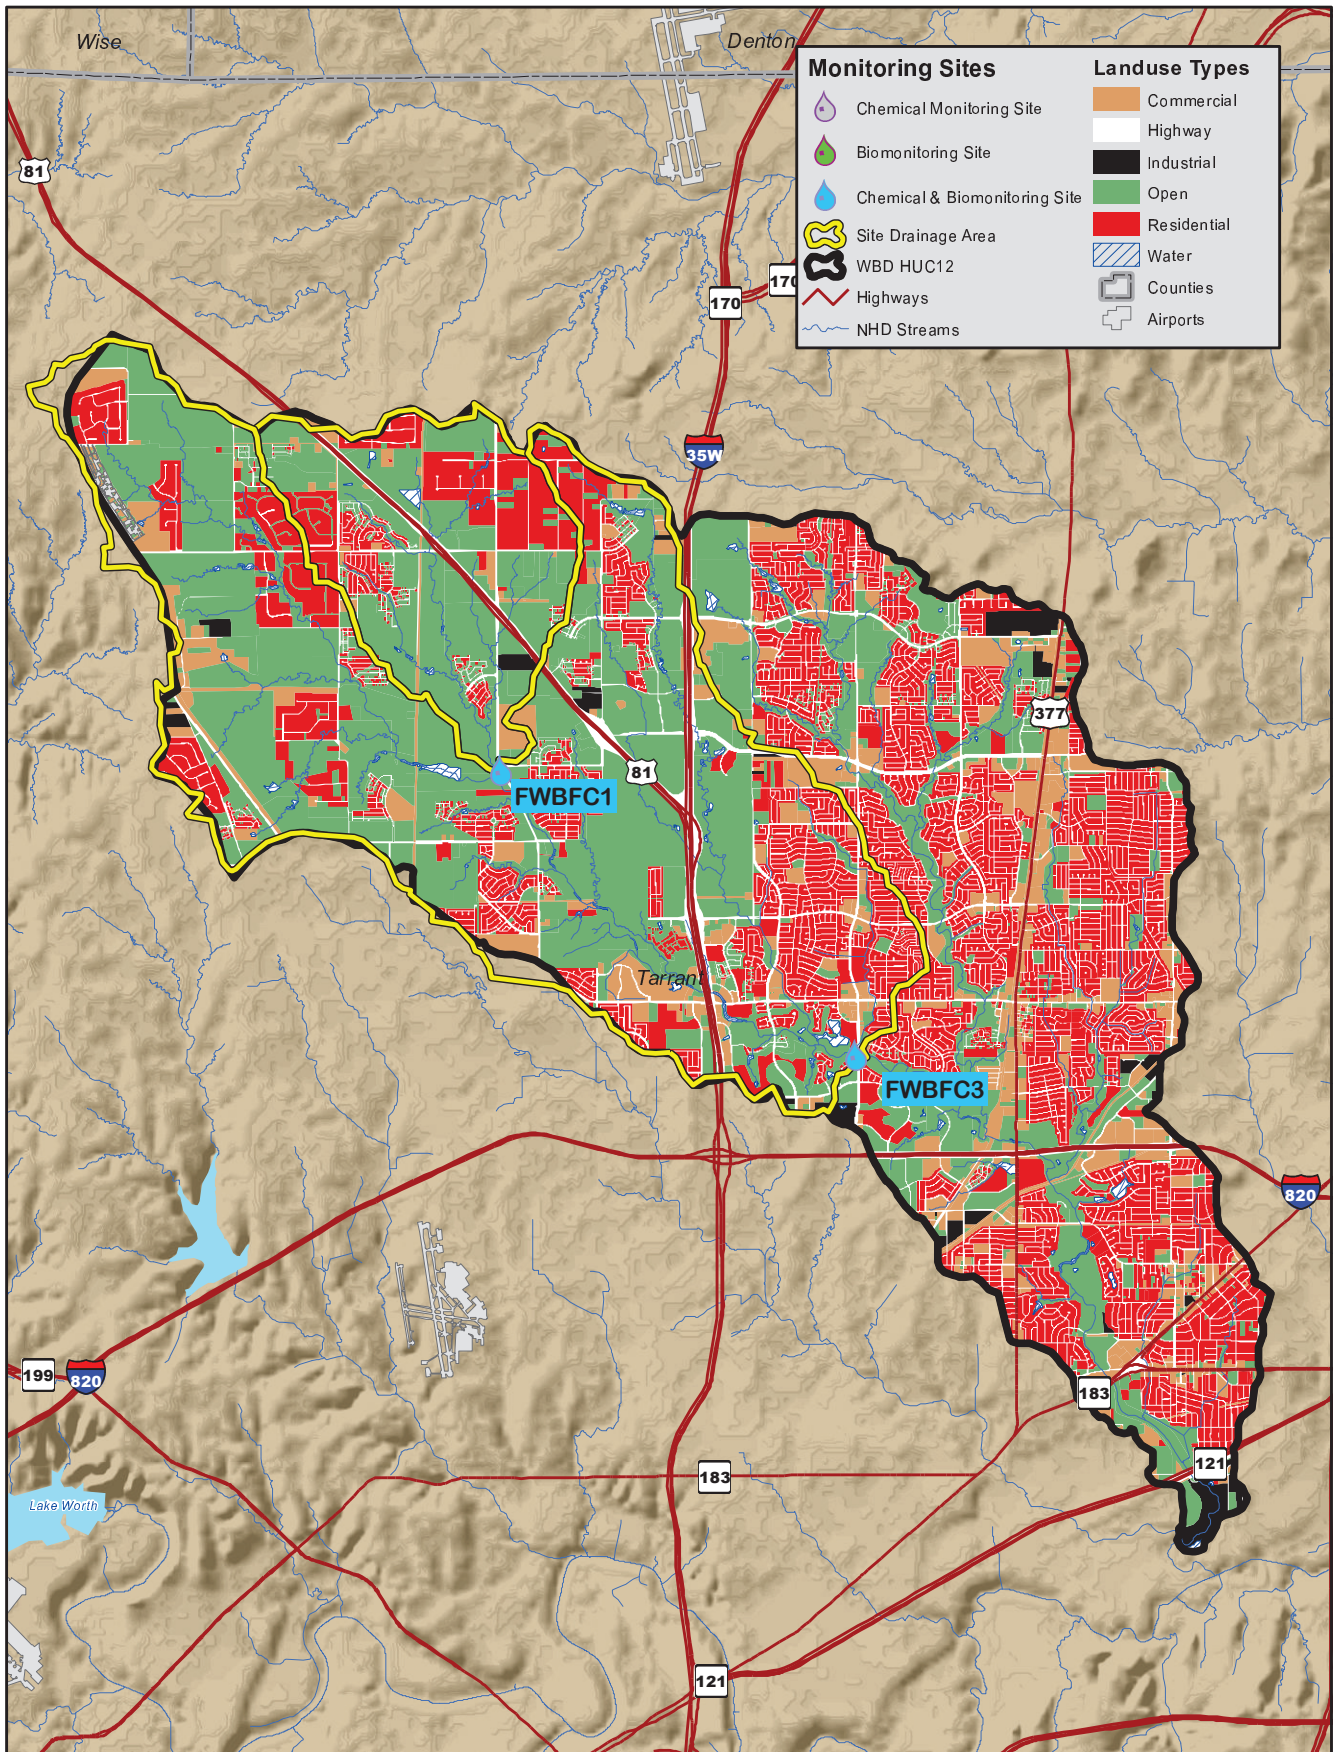 Wise
Denton
Monitoring Sites
Chemical Monitoring Site
Biomonitoring Site
Chemical & Biomonitoring Site
Site Drainage Area
WBD HUC12
Highways
NHD Streams
Landuse Types
Commercial
Highway
Industrial
Open
Residential
Water
Counties
Airports
81
170
170
35W
377
81
FWBFC1
Tarrant
FWBFC3
820
199
820
183
121
183
Lake Worth
121